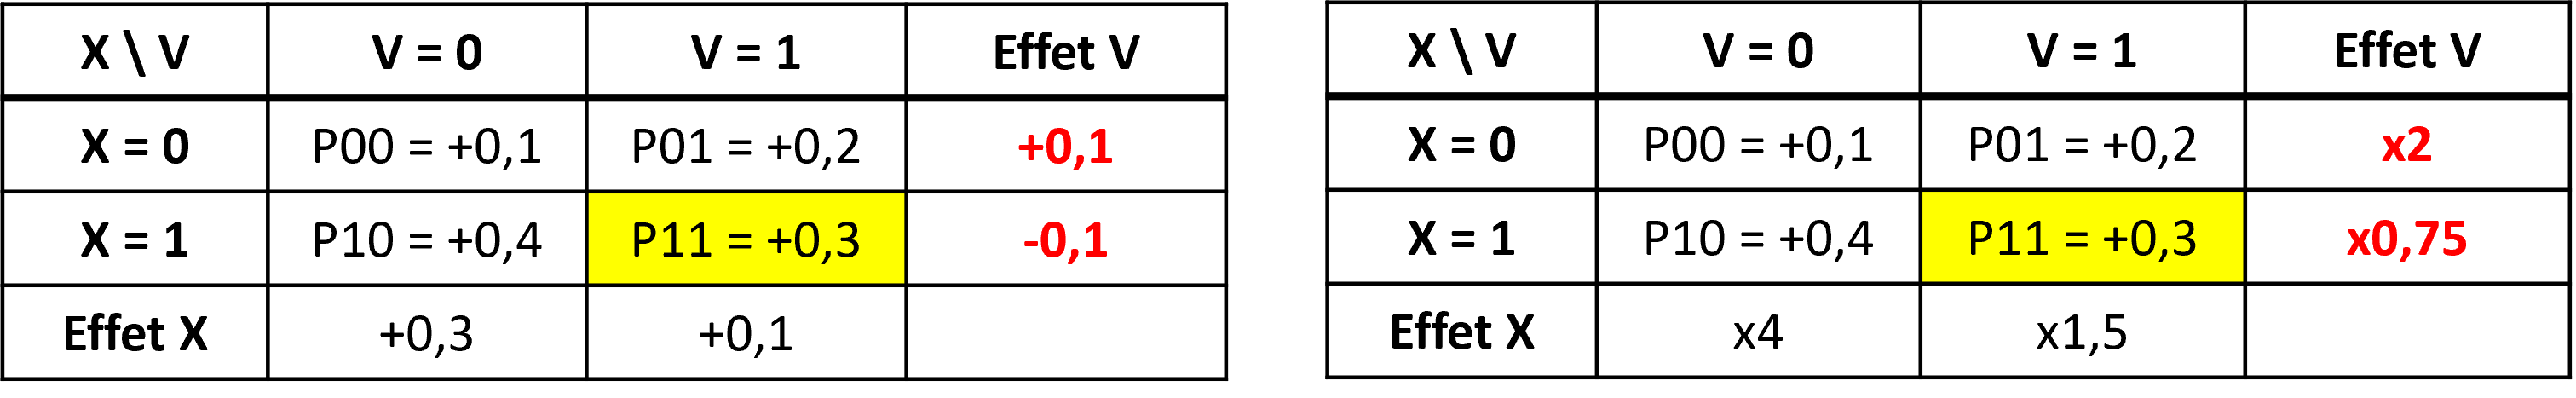 X \ V V = 0 V = 1 Effet V
X = 0 P00 = +0,1 P01 = +0,2 +0,1
X = 1 P10 = +0,4 P11 = +0,3 -0,1
Effet X +0,3 +0,1
X \ V V = 0 V = 1 Effet V
X = 0 P00 = +0,1 P01 = +0,2 x2
X = 1 P10 = +0,4 P11 = +0,3 x0,75
Effet X x4 x1,5